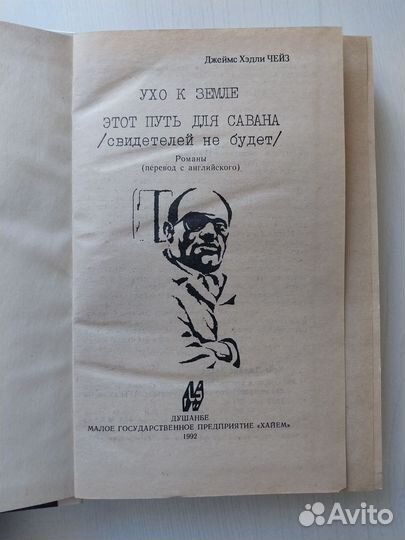 Джеймс Хэдли ЧЕЙЗ
УХО К ЗЕМЛЕ
ЭТОТ ПУТЬ ДЛЯ САВАНА
/свидетелей не будет/
Романы
(перевод с английского)
ДУШАНБЕ
МАЛОЕ ГОСУДАРСТВЕННОЕ ПРЕДПРИЯТИЕ «ХАЙЕМ»
1992
Avito